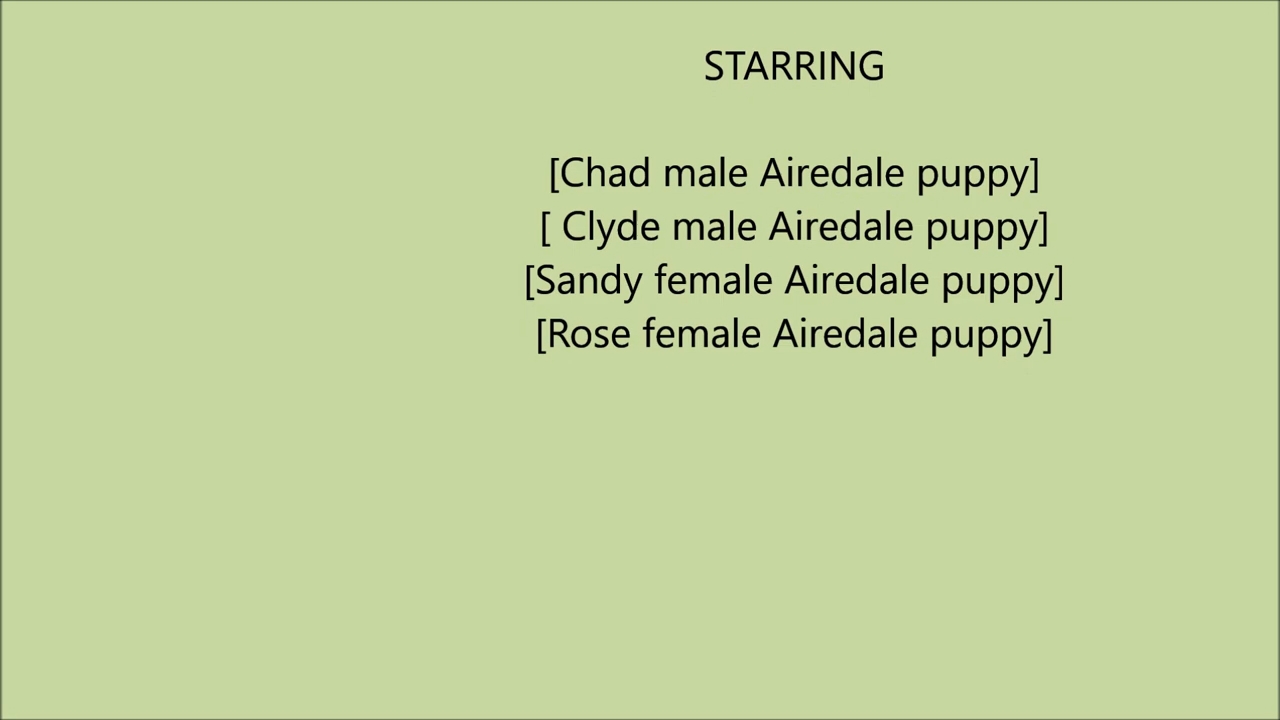 STARRING
[Chad male Airedale puppy]
[ Clyde male Airedale puppy]
[Sandy female Airedale puppy]
[Rose female Airedale puppy]